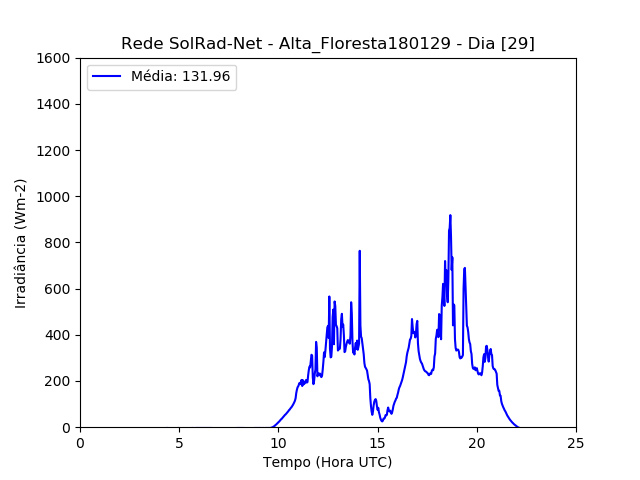 Rede SolRad-Net - Alta_Floresta180129 - Dia [29]
Média: 131.96
Irradiância (Wm-2)
1600
1400
1200
1000
800
600
400
200
0
0 5 10 15 20 25
Tempo (Hora UTC)